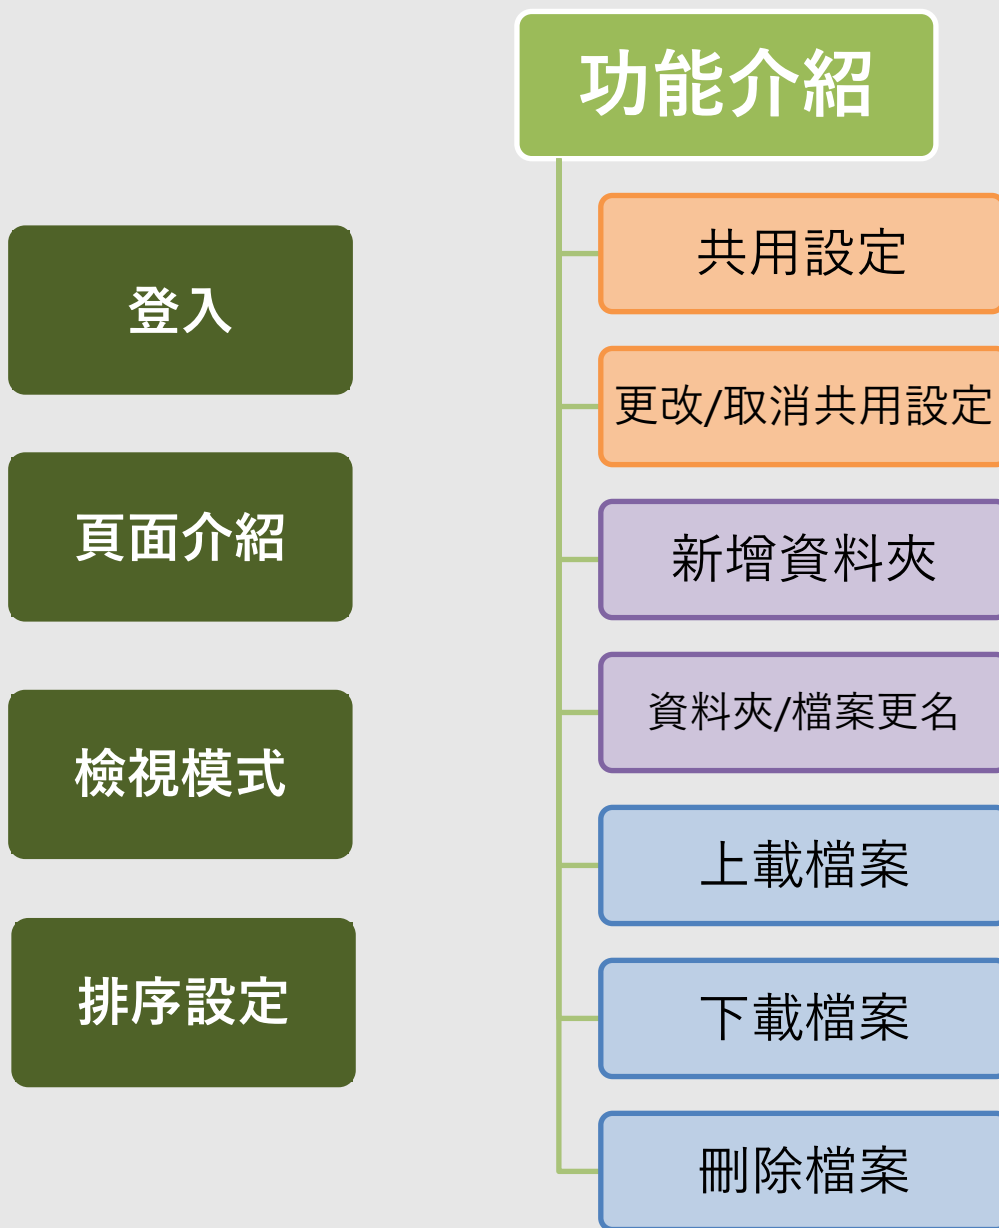 功能介紹
登入
頁面介紹
檢視模式
排序設定
共用設定
更改/取消共用設定
新增資料夾
資料夾/檔案更名
上載檔案
下載檔案
刪除檔案